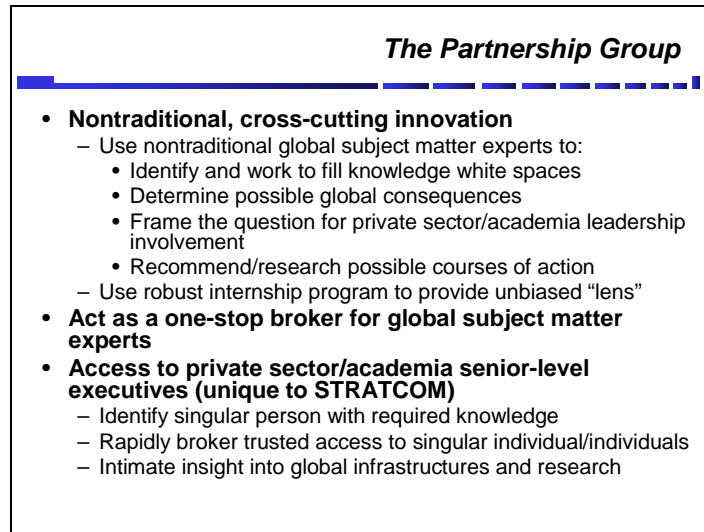 The Partnership Group
• Nontraditional, cross-cutting innovation
– Use nontraditional global subject matter experts to:
• Identify and work to fill knowledge white spaces
• Determine possible global consequences
• Frame the question for private sector/academia leadership
involvement
• Recommend/research possible courses of action
– Use robust internship program to provide unbiased “lens”
• Act as a one-stop broker for global subject matter
experts
• Access to private sector/academia senior-level
executives (unique to STRATCOM)
– Identify singular person with required knowledge
– Rapidly broker trusted access to singular individual/individuals
– Intimate insight into global infrastructures and research